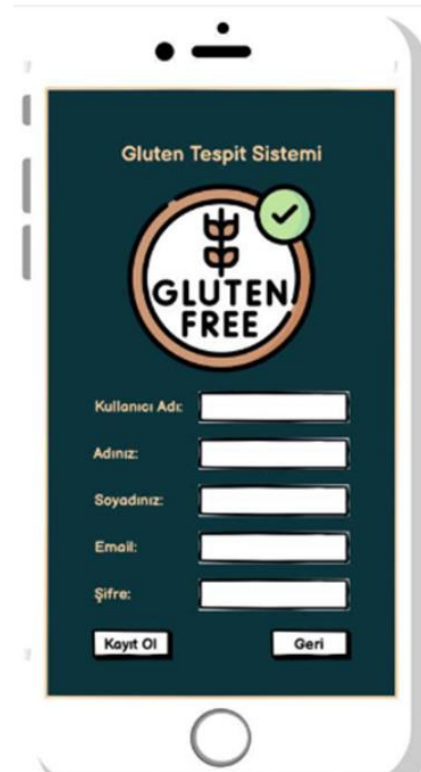 Gluten Tespit Sistemi
GLUTEN
FREE
Kullanıcı Adı:
Adınız:
Soyadınız:
Email:
Şifre:
Kayıt Ol
Geri